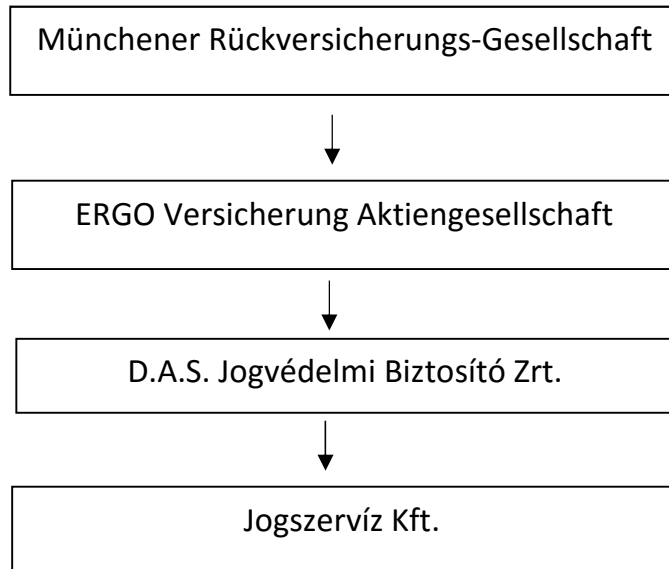 Münchener Rückversicherungs-Gesellschaft
ERGO Versicherung Aktiengesellschaft
D.A.S. Jogvédelmi Biztosító Zrt.
Jogszervíz Kft.